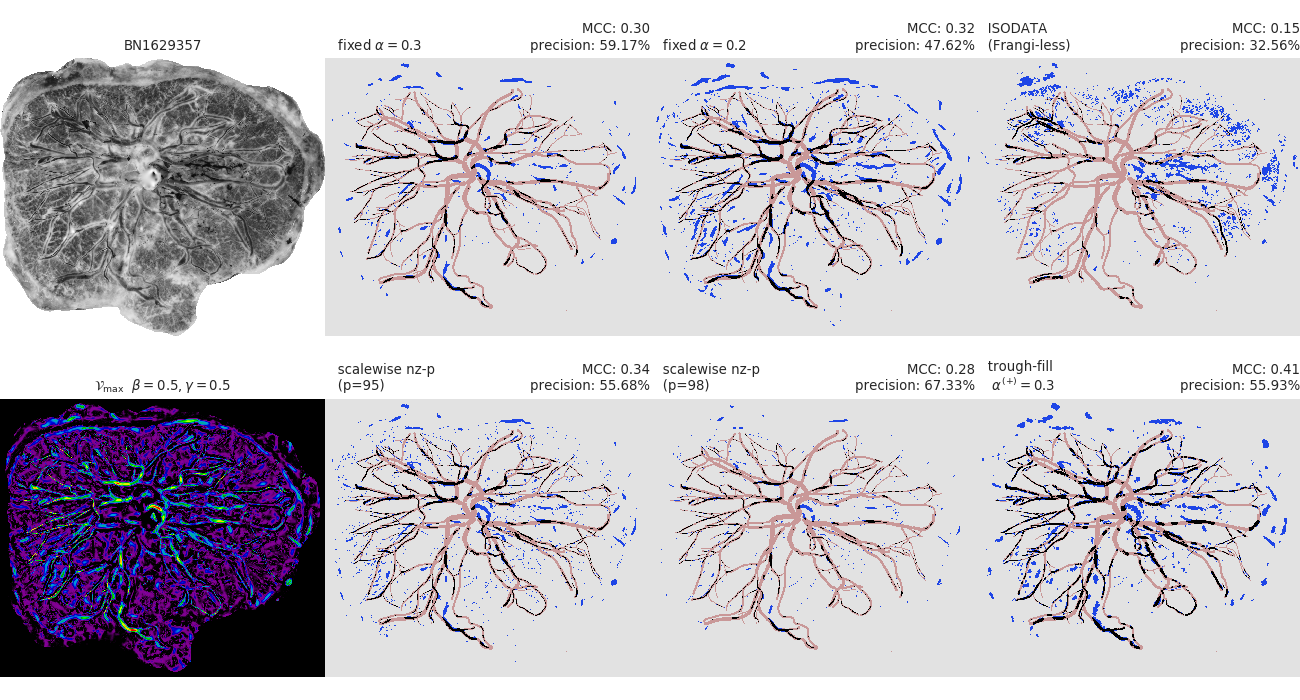 BN1629357
fixed α = 0.3
MCC: 0.30
precision: 59.17%
fixed α = 0.2
MCC: 0.32
precision: 47.62%
ISODATA
(Frangi-less)
MCC: 0.15
precision: 32.56%
𝒱max β = 0.5, γ = 0.5
scalewise nz-p
(p=95)
MCC: 0.34
precision: 55.68%
scalewise nz-p
(p=98)
MCC: 0.28
precision: 67.33%
trough-fill
α(+) = 0.3
MCC: 0.41
precision: 55.93%